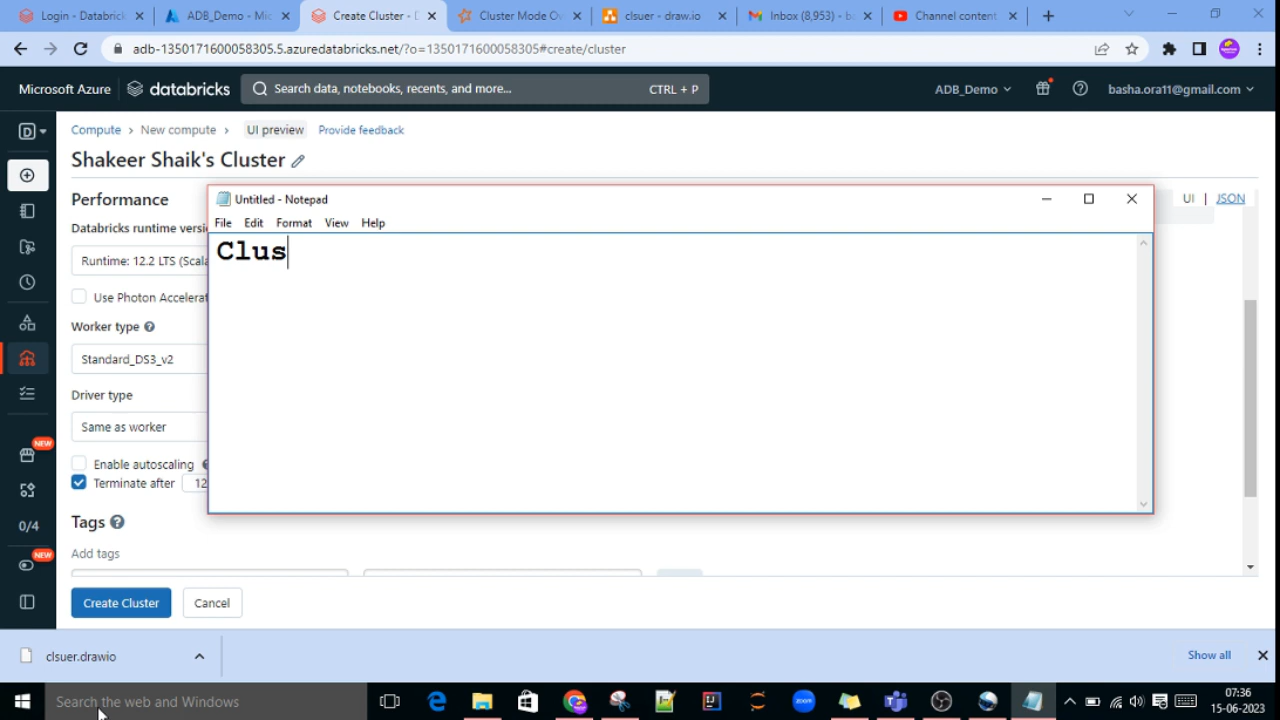 Login - Databrick
ADB_Demo - Mic
Create Cluster - D
Cluster Mode Ov
clsuer - draw.io
Inbox (8,953) - ba
Channel content
adb-1350171600058305.5.azuredatabricks.net/?o=1350171600058305#create/cluster
Microsoft Azure
databricks
Search data, notebooks, recents, and more...
CTRL + P
ADB_Demo
basha.ora11@gmail.com
D
Compute > New compute >
UI preview
Provide feedback
Shakeer Shaik's Cluster
Performance
UI | JSON
Untitled - Notepad
File Edit Format View Help
Clus
Databricks runtime versi
Runtime: 12.2 LTS (Scala
Use Photon Accelerat
Worker type
Standard_DS3_v2
Driver type
Same as worker
NEW
Enable autoscaling
Terminate after 12
Tags
0/4
Add tags
NEW
Create Cluster
Cancel
clsuer.drawio
Show all
Search the web and Windows
zoom
07:36
15-06-2023